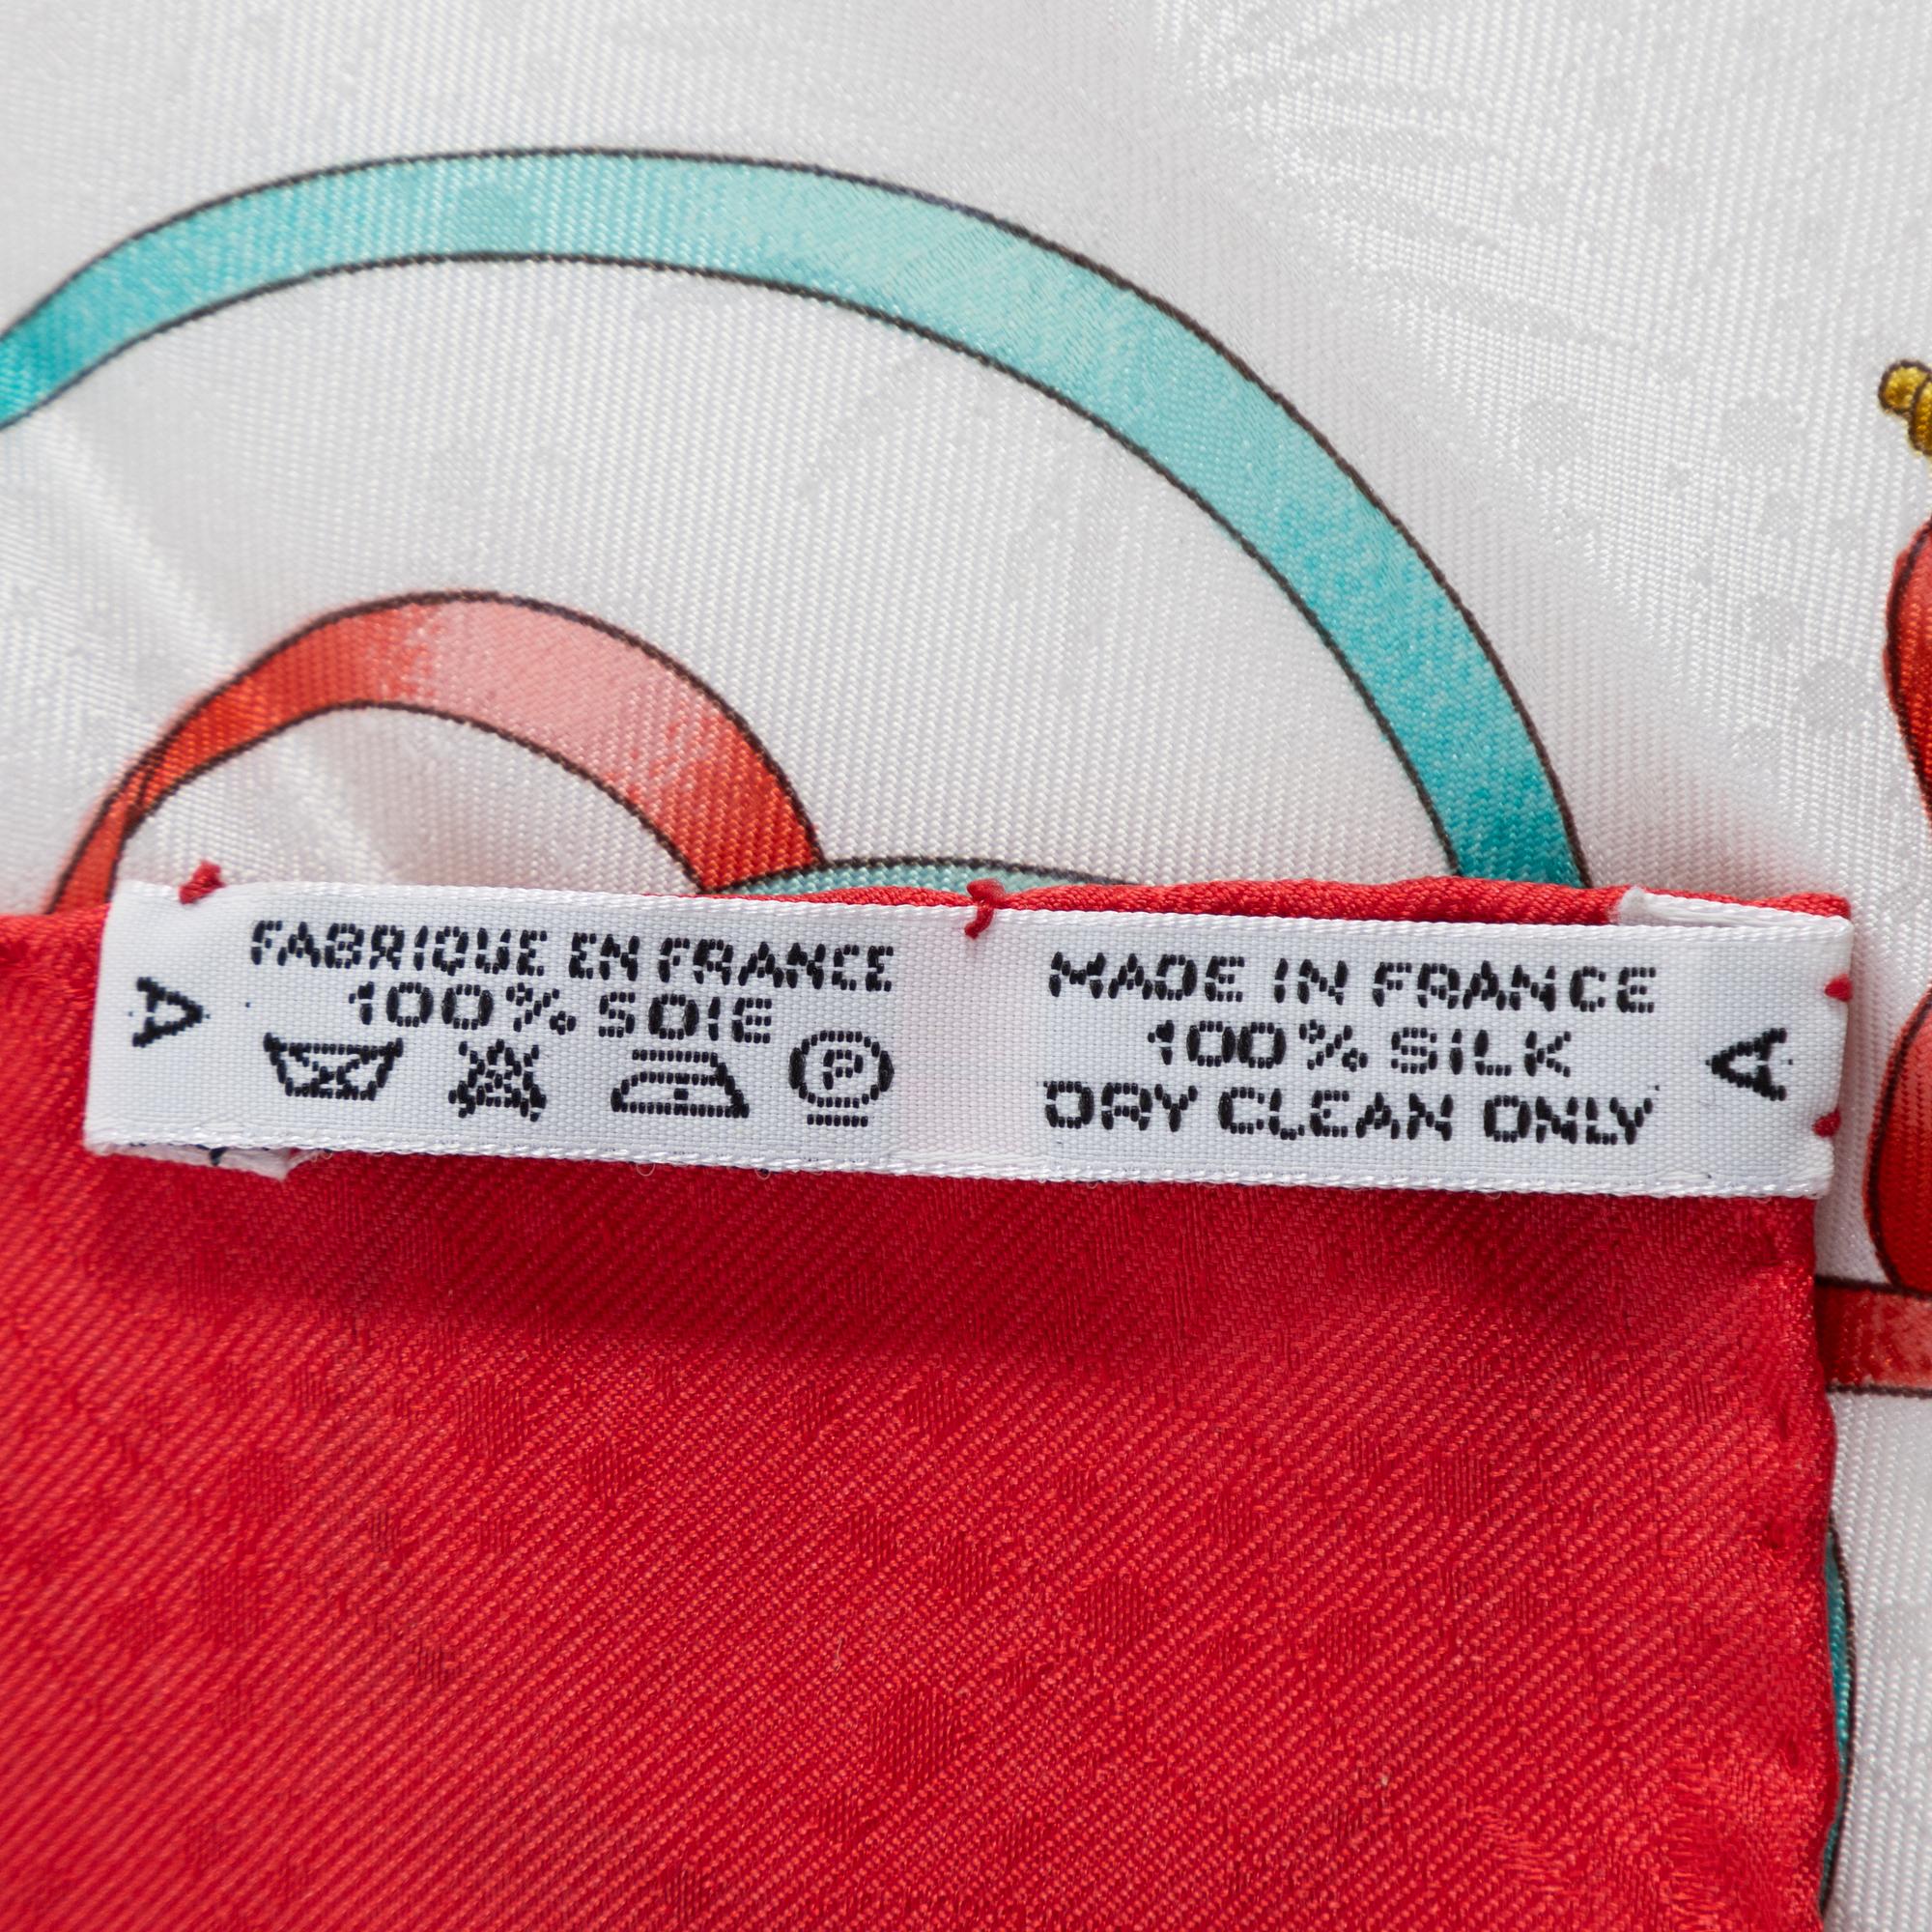 A
FABRIQUE EN FRANCE
100% SOIE
P
MADE IN FRANCE
100% SILK
DRY CLEAN ONLY
A